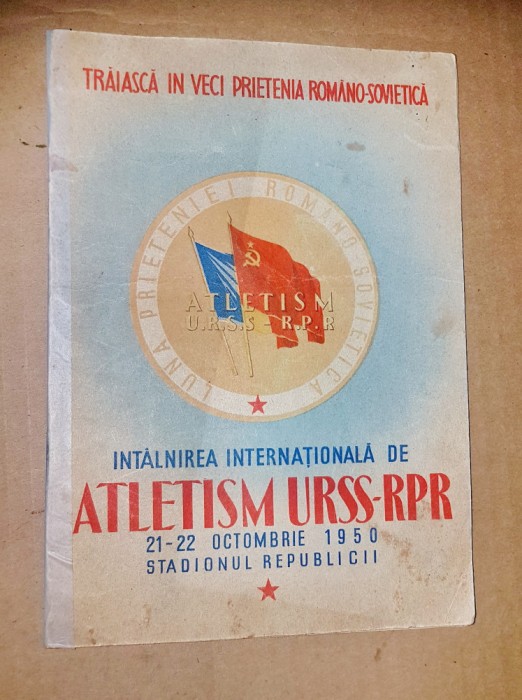 TRĂIASCĂ IN VECI PRIETENIA ROMÂNO-SOVIETICĂ
LUNA PRIETENIEI ROMÂNO SOVIETICĂ
ATLETISM
U.R.S.S - R.P.R
INTÂLNIREA INTERNAȚIONALĂ DE
ATLETISM URSS-RPR
21-22 OCTOMBRIE 1950
STADIONUL REPUBLICII